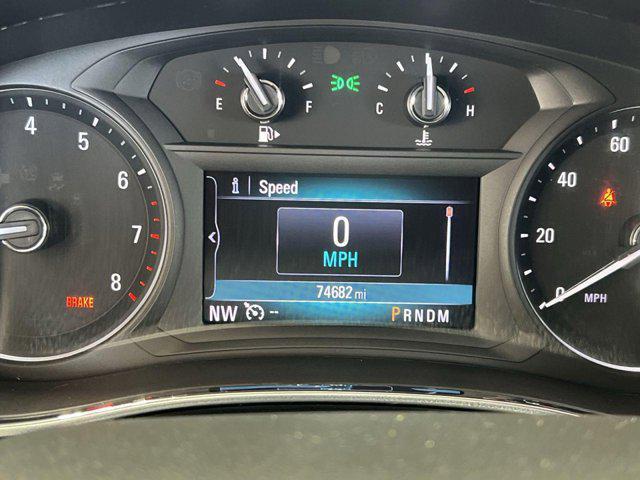 E F
C H
4
5
6
7
8
BRAKE
i Speed
0
MPH
74682 mi
NW -- PRNDM
60
40
20
0
MPH